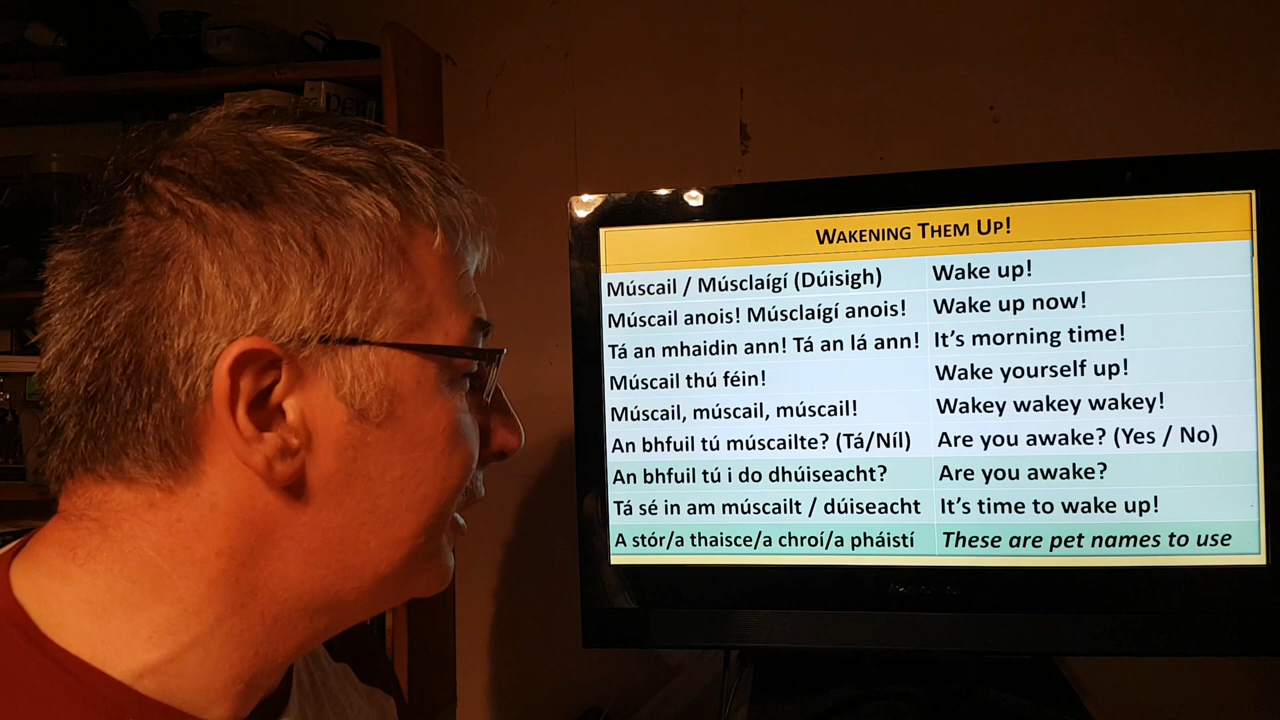 WAKENING THEM UP!
Múscail / Músclaígí (Dúisigh) Wake up!
Múscail anois! Músclaígí anois! Wake up now!
Tá an mhaidin ann! Tá an lá ann! It's morning time!
Múscail thú féin! Wake yourself up!
Múscail, múscail, múscail! Wakey wakey wakey!
An bhfuil tú múscailte? (Tá/Níl) Are you awake? (Yes / No)
An bhfuil tú i do dhúiseacht? Are you awake?
Tá sé in am múscailt / dúiseacht It's time to wake up!
A stór/a thaisce/a chroí/a pháistí These are pet names to use